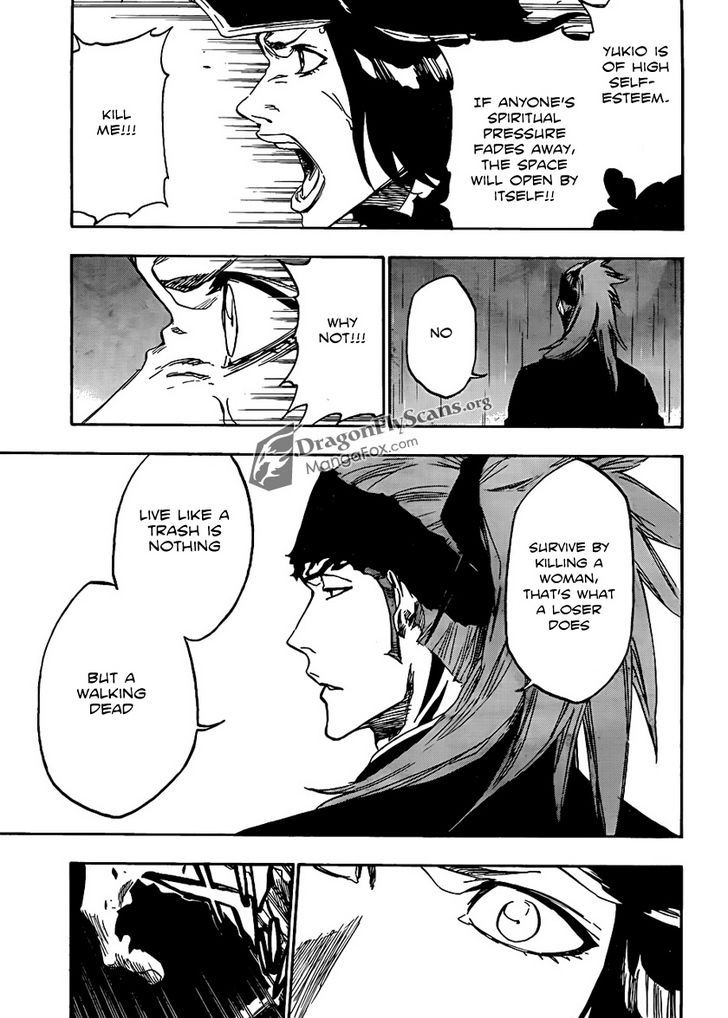 YUKIO IS
OF HIGH
SELF-
ESTEEM.
IF ANYONE'S
SPIRITUAL
PRESSURE
FADES AWAY,
THE SPACE
WILL OPEN BY
ITSELF!!
KILL
ME!!!
NO
WHY
NOT!!!
DragonFlyScans.org
MangaFox.com
SURVIVE BY
KILLING A
WOMAN,
THAT'S WHAT
A LOSER
DOES
LIVE LIKE A
TRASH IS
NOTHING
BUT A
WALKING
DEAD